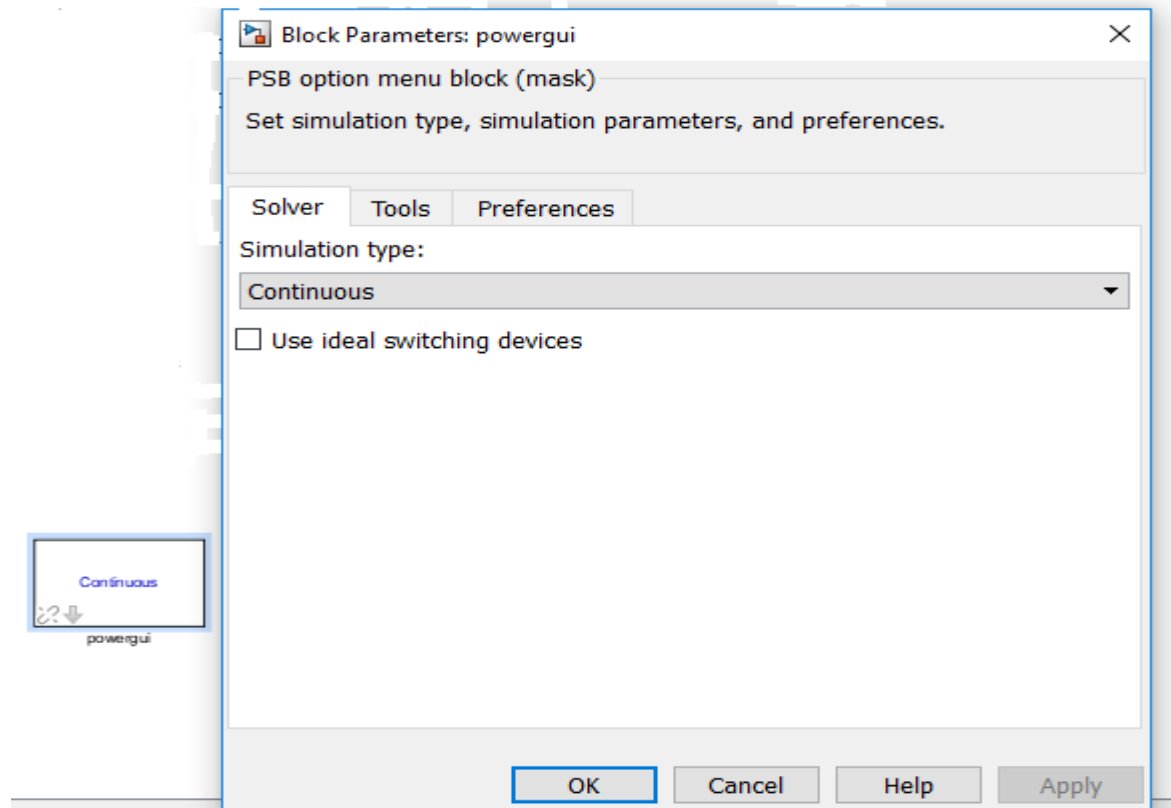 Block Parameters: powergui
PSB option menu block (mask)
Set simulation type, simulation parameters, and preferences.
Solver Tools Preferences
Simulation type:
Continuous
Use ideal switching devices
Continuous
powergui
OK Cancel Help Apply